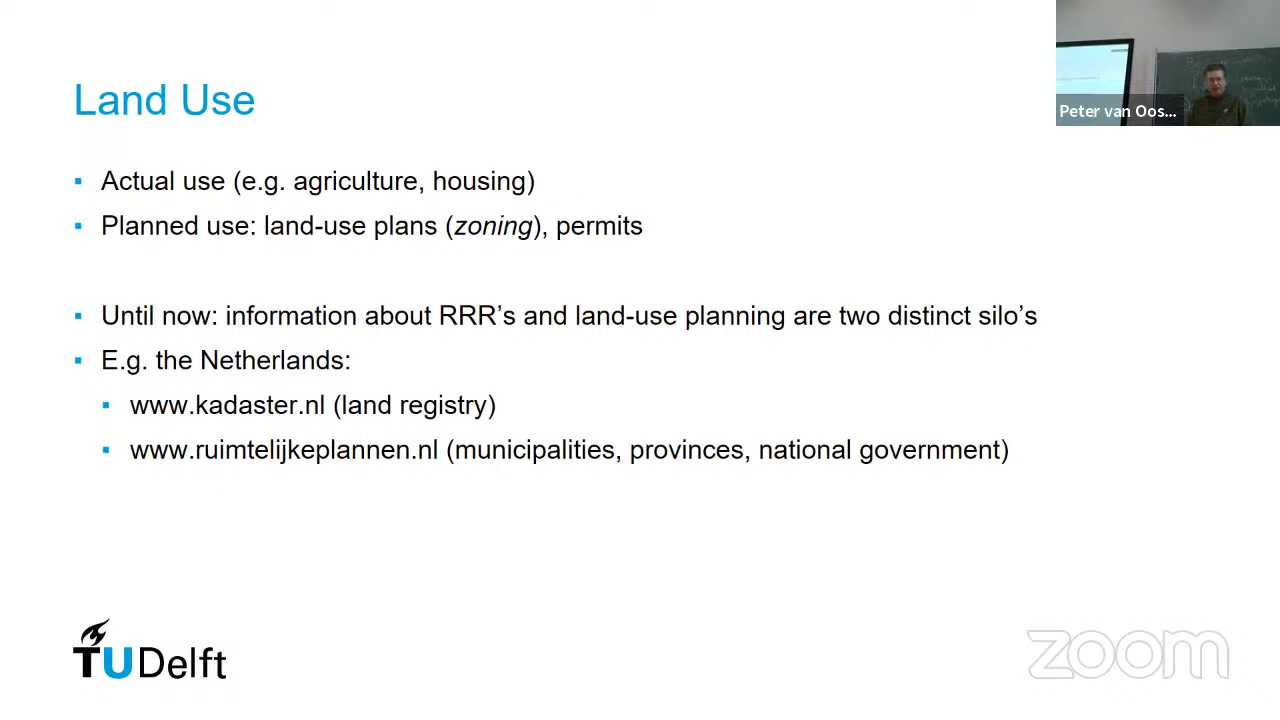 Peter van Oos...
Land Use
Actual use (e.g. agriculture, housing)
Planned use: land-use plans (zoning), permits
Until now: information about RRR’s and land-use planning are two distinct silo’s
E.g. the Netherlands:
www.kadaster.nl (land registry)
www.ruimtelijkeplannen.nl (municipalities, provinces, national government)
TUDelft
zoom